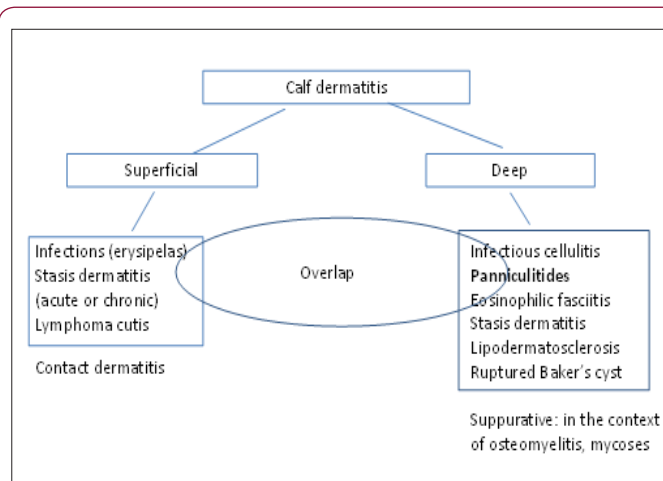 Calf dermatitis
Superficial
Deep
Infections (erysipelas)
Stasis dermatitis
(acute or chronic)
Lymphoma cutis
Contact dermatitis
Overlap
Infectious cellulitis
Panniculitides
Eosinophilic fasciitis
Stasis dermatitis
Lipodermatosclerosis
Ruptured Baker's cyst
Suppurative: in the context
of osteomyelitis, mycoses